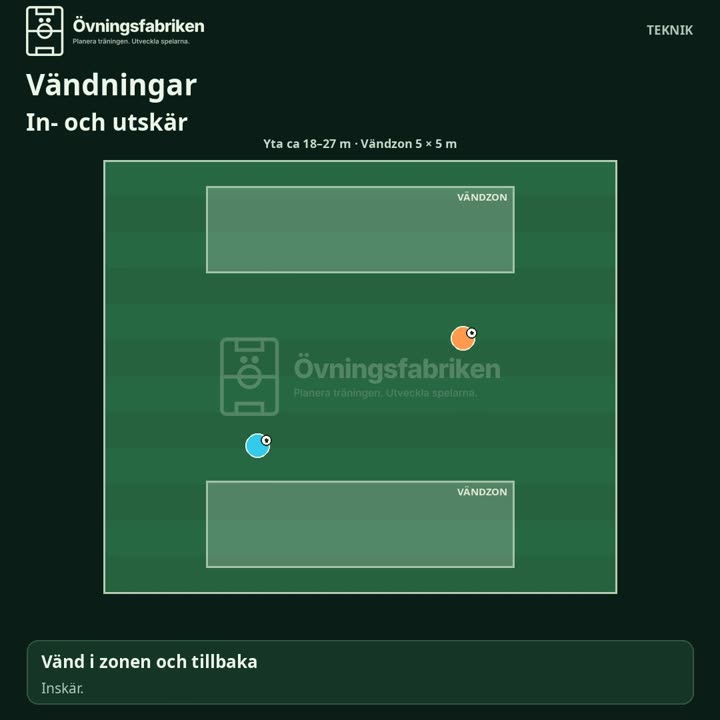 Övningsfabriken
Planera träningen. Utveckla spelarna.
TEKNIK
Vändningar
In- och utskär
Yta ca 18–27 m · Vändzon 5 × 5 m
VÄNDZON
Övningsfabriken
Planera träningen. Utveckla spelarna.
VÄNDZON
Vänd i zonen och tillbaka
Inskär.